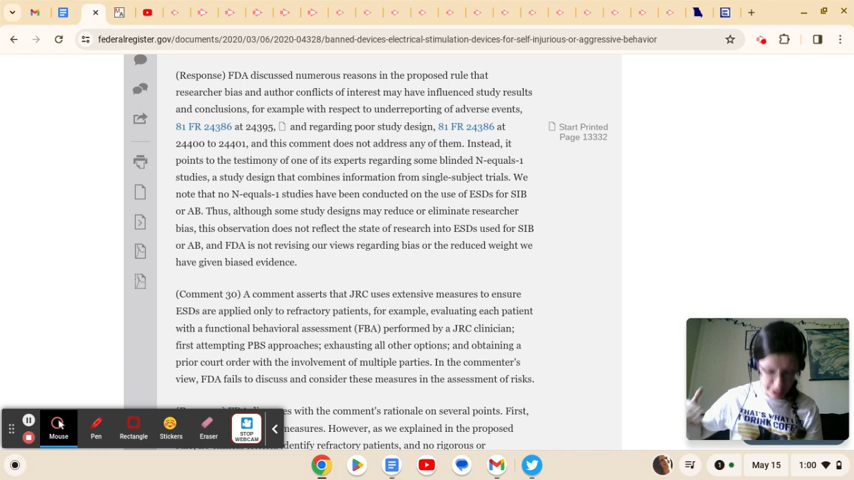 federalregister.gov/documents/2020/03/06/2020-04328/banned-devices-electrical-stimulation-devices-for-self-injurious-or-aggressive-behavior
(Response) FDA discussed numerous reasons in the proposed rule that
researcher bias and author conflicts of interest may have influenced study results
and conclusions, for example with respect to underreporting of adverse events,
81 FR 24386 at 24395, and regarding poor study design, 81 FR 24386 at
Start Printed
Page 13332
24400 to 24401, and this comment does not address any of them. Instead, it
points to the testimony of one of its experts regarding some blinded N-equals-1
studies, a study design that combines information from single-subject trials. We
note that no N-equals-1 studies have been conducted on the use of ESDs for SIB
or AB. Thus, although some study designs may reduce or eliminate researcher
bias, this observation does not reflect the state of research into ESDs used for SIB
or AB, and FDA is not revising our views regarding bias or the reduced weight we
have given biased evidence.
(Comment 30) A comment asserts that JRC uses extensive measures to ensure
ESDs are applied only to refractory patients, for example, evaluating each patient
with a functional behavioral assessment (FBA) performed by a JRC clinician;
first attempting PBS approaches; exhausting all other options; and obtaining a
prior court order with the involvement of multiple parties. In the commenter's
view, FDA fails to discuss and consider these measures in the assessment of risks.
with the comment's rationale on several points. First,
measures. However, as we explained in the proposed
identify refractory patients, and no rigorous or
Mouse
Pen
Rectangle
Stickers
Eraser
STOP
WEBCAM
THAT'S WHAT I
DRINK COFF
1
May 15
1:00